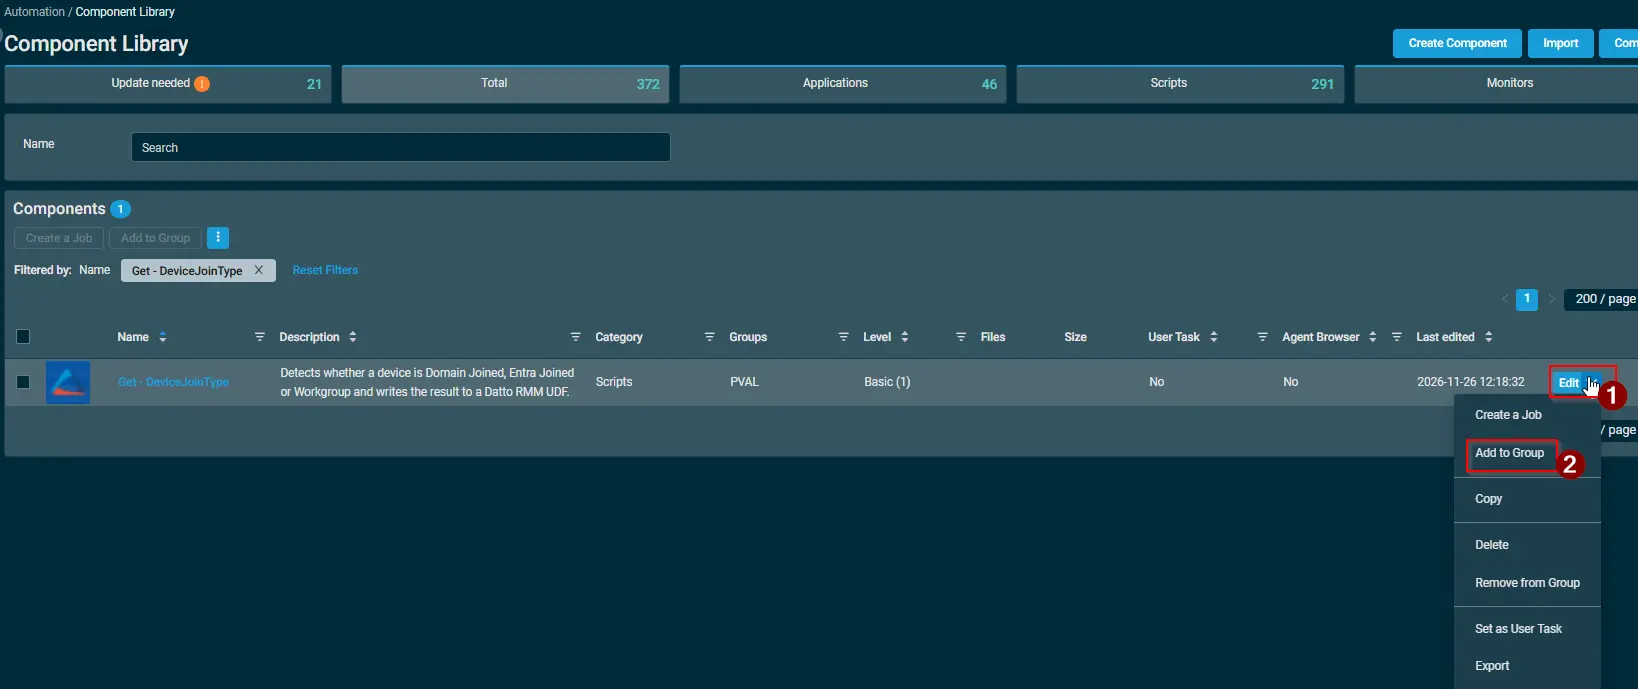 Automation / Component Library
Component Library
Create Component
Import
Com
Update needed ! 21
Total 372
Applications 46
Scripts 291
Monitors
Name
Search
Components 1
Create a Job
Add to Group
Filtered by: Name Get - DeviceJoinType X Reset Filters
< 1 > 200 / page
Name Description Category Groups Level Files Size User Task Agent Browser Last edited
Get - DeviceJoinType
Detects whether a device is Domain Joined, Entra Joined
or Workgroup and writes the result to a Datto RMM UDF.
Scripts
PVAL
Basic (1)
No
No
2026-11-26 12:18:32
Edit
1
Create a Job
/ page
Add to Group
2
Copy
Delete
Remove from Group
Set as User Task
Export